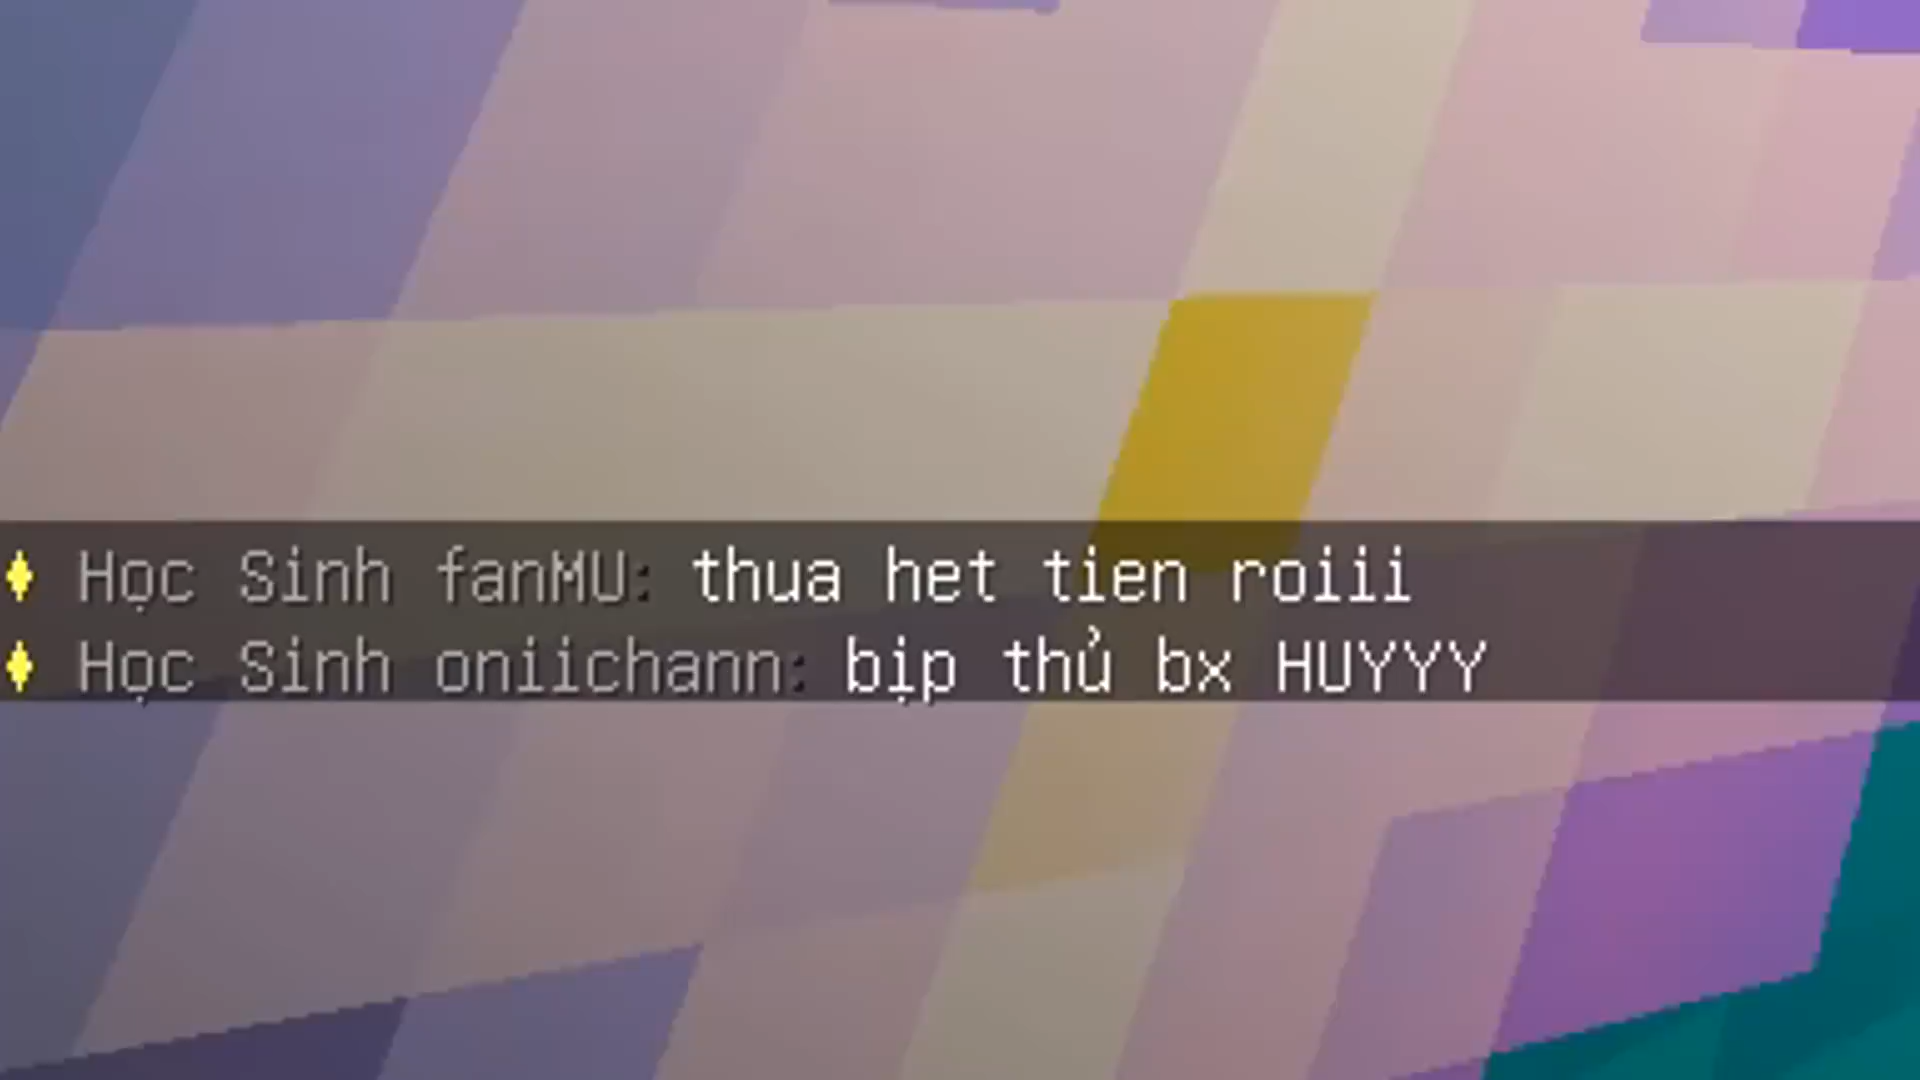 Học Sinh fanMU: thua het tien roiii
Học Sinh oniichann: bịp thủ bx HUYYY